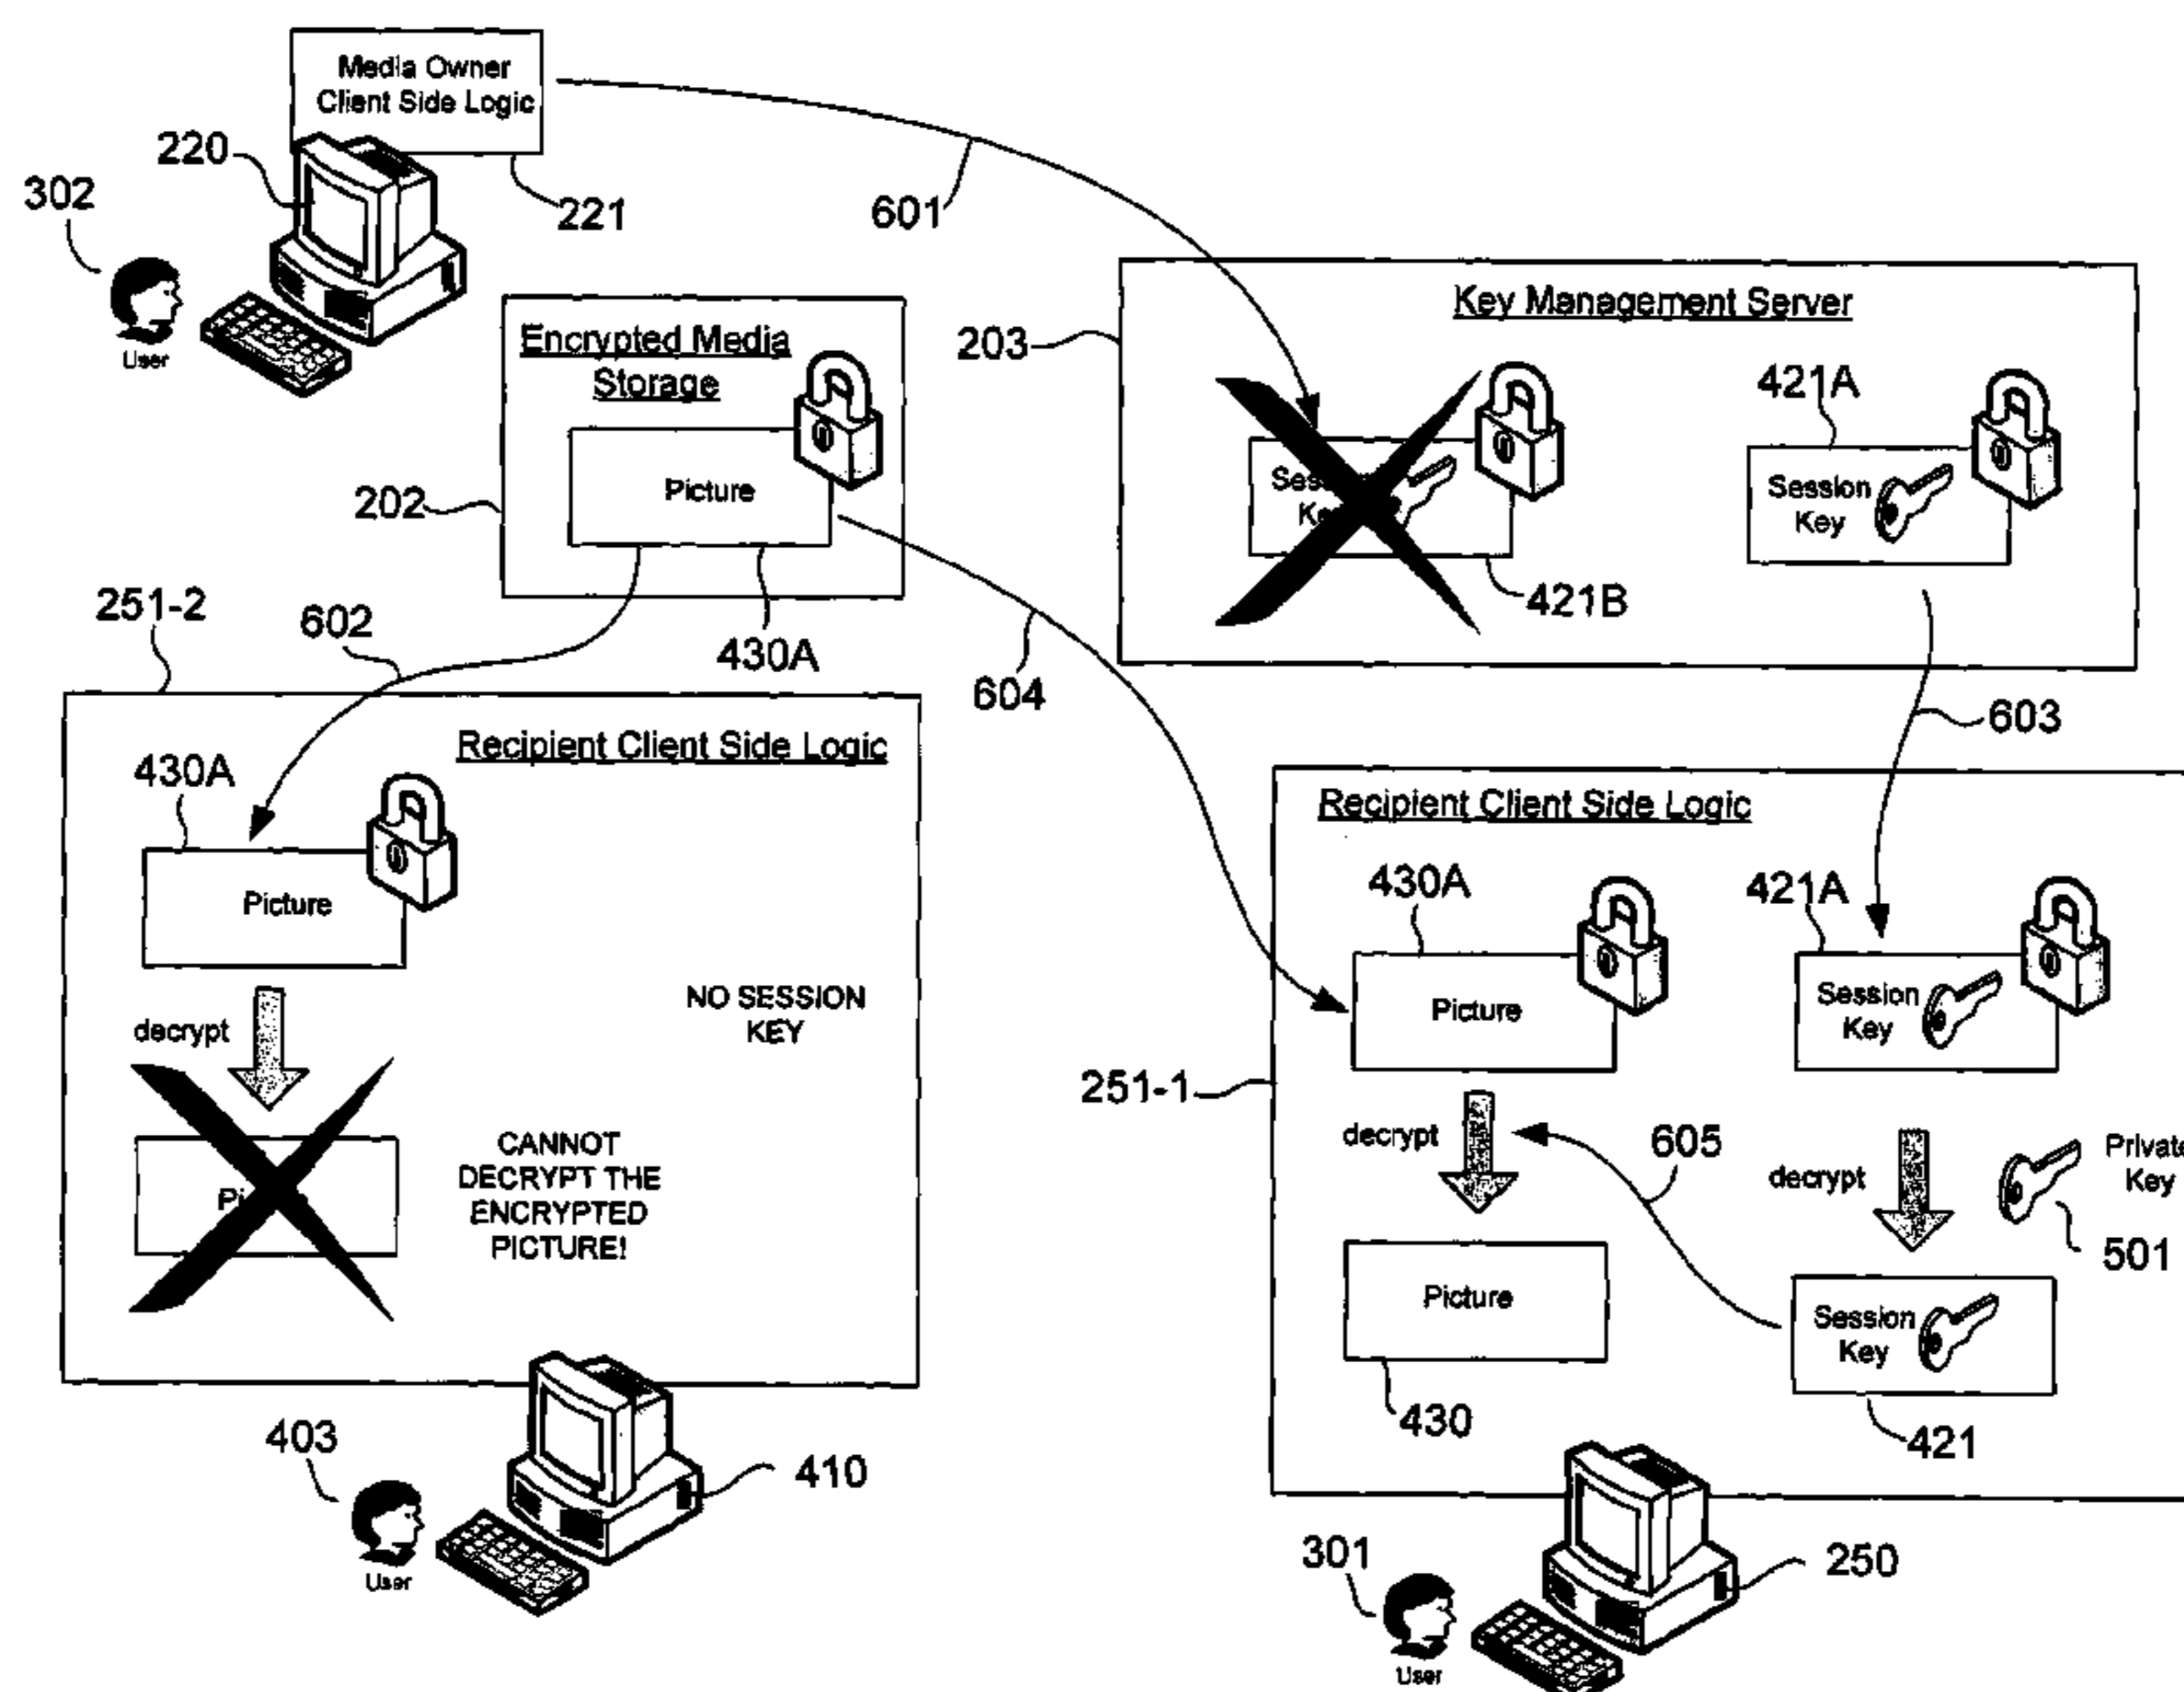 Media Owner
Client Side Logic
220
302
221
User
601
Key Management Server
203
Encrypted Media
Storage
421A
Picture
202
Session
Key
421B
251-2
602
430A
604
603
Recipient Client Side Logic
430A
Picture
decrypt
NO SESSION
KEY
CANNOT
DECRYPT THE
ENCRYPTED
PICTURE!
403
410
User
Recipient Client Side Logic
430A
421A
Picture
Session
Key
251-1
decrypt
605
decrypt
Private
Key
501
Picture
Session
Key
430
421
301
250
User